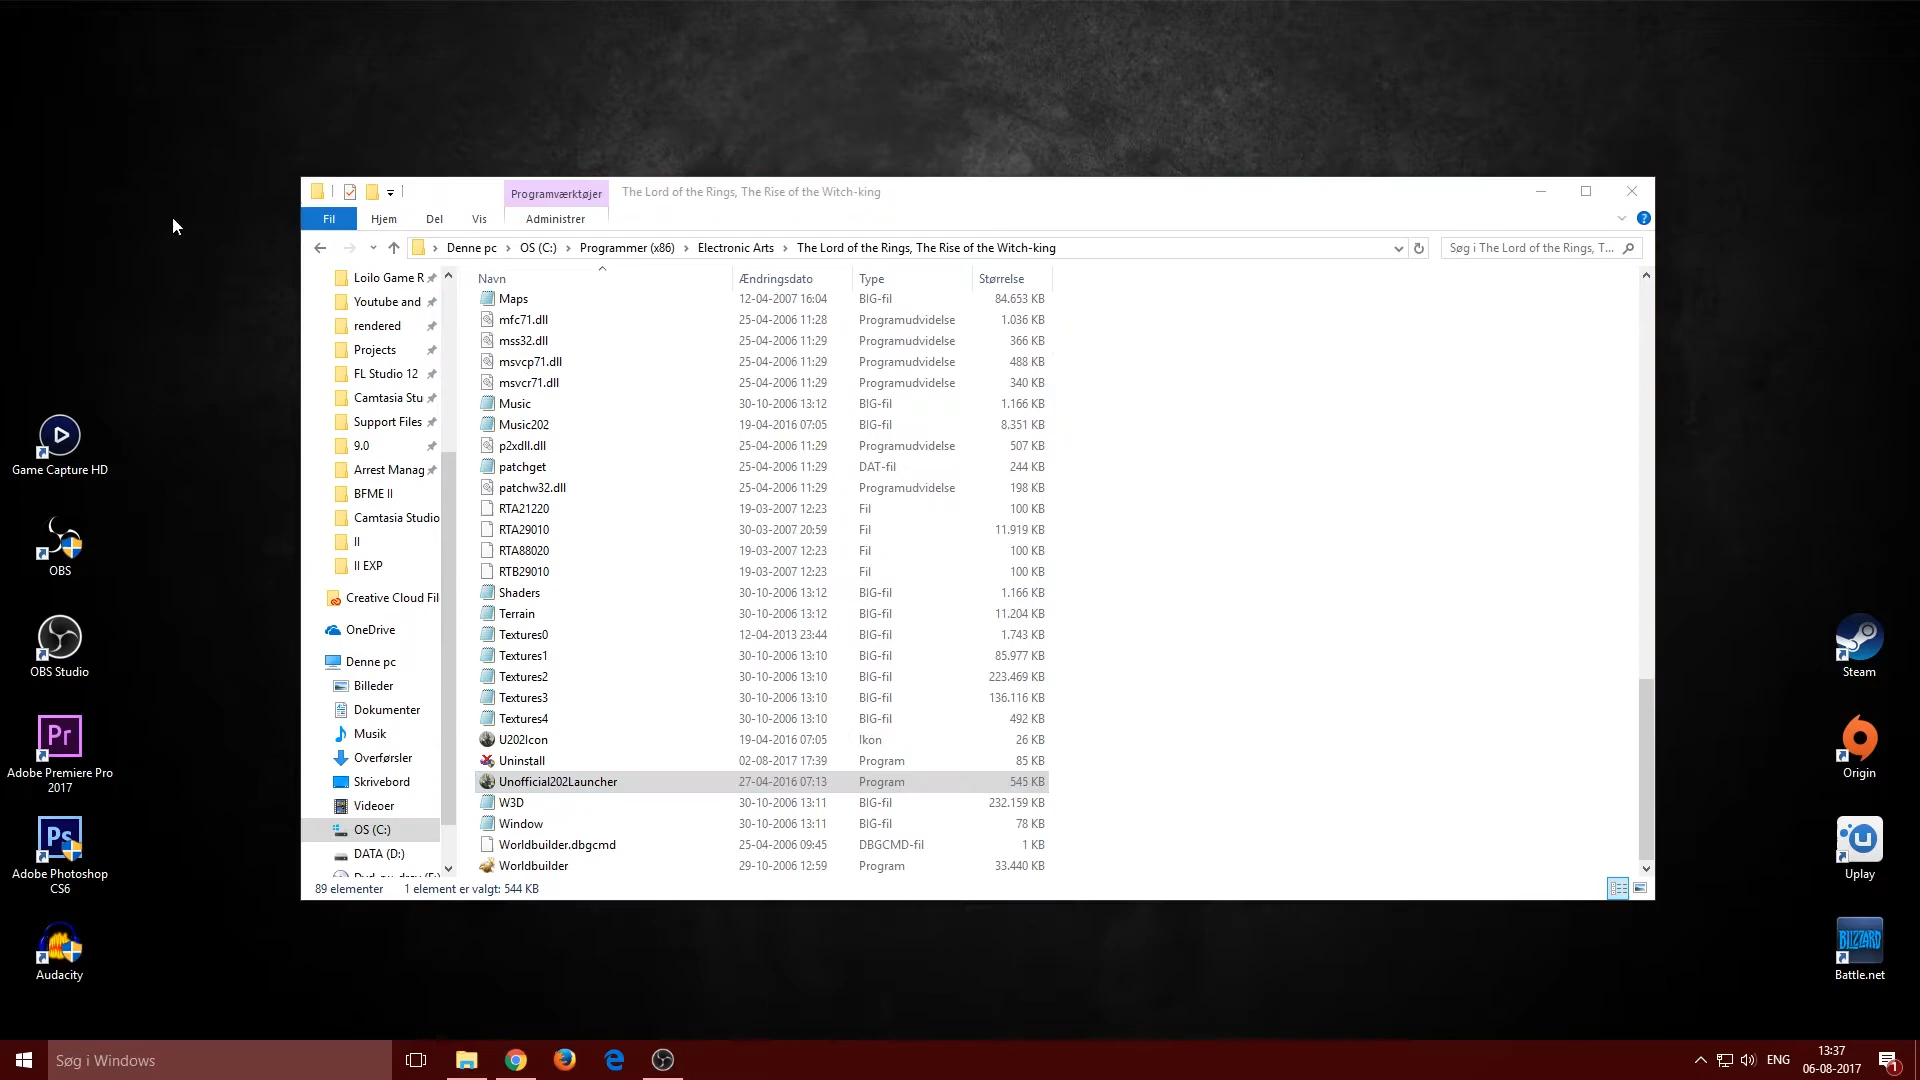 Programværktøjer
The Lord of the Rings, The Rise of the Witch-king
Fil
Hjem
Del
Vis
Administrer
Denne pc
OS (C:)
Programmer (x86)
Electronic Arts
The Lord of the Rings, The Rise of the Witch-king
Søg i The Lord of the Rings, T...
Loilo Game R
Youtube and
rendered
Projects
FL Studio 12
Camtasia Stu
Support Files
9.0
Arrest Manag
BFME II
Camtasia Studio
II
II EXP
Creative Cloud Fil
OneDrive
Denne pc
Billeder
Dokumenter
Musik
Overførsler
Skrivebord
Videoer
OS (C:)
DATA (D:)
Navn Ændringsdato Type Størrelse
Maps 12-04-2007 16:04 BIG-fil 84.653 KB
mfc71.dll 25-04-2006 11:28 Programudvidelse 1.036 KB
mss32.dll 25-04-2006 11:29 Programudvidelse 366 KB
msvcp71.dll 25-04-2006 11:29 Programudvidelse 488 KB
msvcr71.dll 25-04-2006 11:29 Programudvidelse 340 KB
Music 30-10-2006 13:12 BIG-fil 1.166 KB
Music202 19-04-2016 07:05 BIG-fil 8.351 KB
p2xdll.dll 25-04-2006 11:29 Programudvidelse 507 KB
patchget 25-04-2006 11:29 DAT-fil 244 KB
patchw32.dll 25-04-2006 11:29 Programudvidelse 198 KB
RTA21220 19-03-2007 12:23 Fil 100 KB
RTA29010 30-03-2007 20:59 Fil 11.919 KB
RTA88020 19-03-2007 12:23 Fil 100 KB
RTB29010 19-03-2007 12:23 Fil 100 KB
Shaders 30-10-2006 13:12 BIG-fil 1.166 KB
Terrain 30-10-2006 13:12 BIG-fil 11.204 KB
Textures0 12-04-2013 23:44 BIG-fil 1.743 KB
Textures1 30-10-2006 13:10 BIG-fil 85.977 KB
Textures2 30-10-2006 13:10 BIG-fil 223.469 KB
Textures3 30-10-2006 13:10 BIG-fil 136.116 KB
Textures4 30-10-2006 13:10 BIG-fil 492 KB
U202Icon 19-04-2016 07:05 Ikon 26 KB
Uninstall 02-08-2017 17:39 Program 85 KB
Unofficial202Launcher 27-04-2016 07:13 Program 545 KB
W3D 30-10-2006 13:11 BIG-fil 232.159 KB
Window 30-10-2006 13:11 BIG-fil 78 KB
Worldbuilder.dbgcmd 25-04-2006 09:45 DBGCMD-fil 1 KB
Worldbuilder 29-10-2006 12:59 Program 33.440 KB
89 elementer 1 element er valgt: 544 KB
Game Capture HD
OBS
OBS Studio
Pr
Adobe Premiere Pro
2017
Ps
Adobe Photoshop
CS6
Audacity
Steam
Origin
Uplay
BLIZZARD
Battle.net
Søg i Windows
ENG
13:37
06-08-2017
1